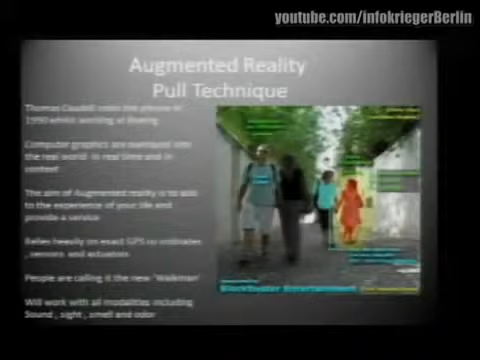 youtube.com/infokriegerBerlin
Augmented Reality
Pull Technique
Thomas Caudell coins the phrase in
1990 whilst working at Boeing
Computer graphics are overlaid into
the real world in real time and in
context
The aim of Augmented reality is to add
to the experience of your life and
provide a service
Relies heavily on exact GPS co ordinates
, sensors and actuators
People are calling it the new 'Walkman'
Will work with all modalities including
Sound , sight , smell and odor
Blockbuster Entertainment